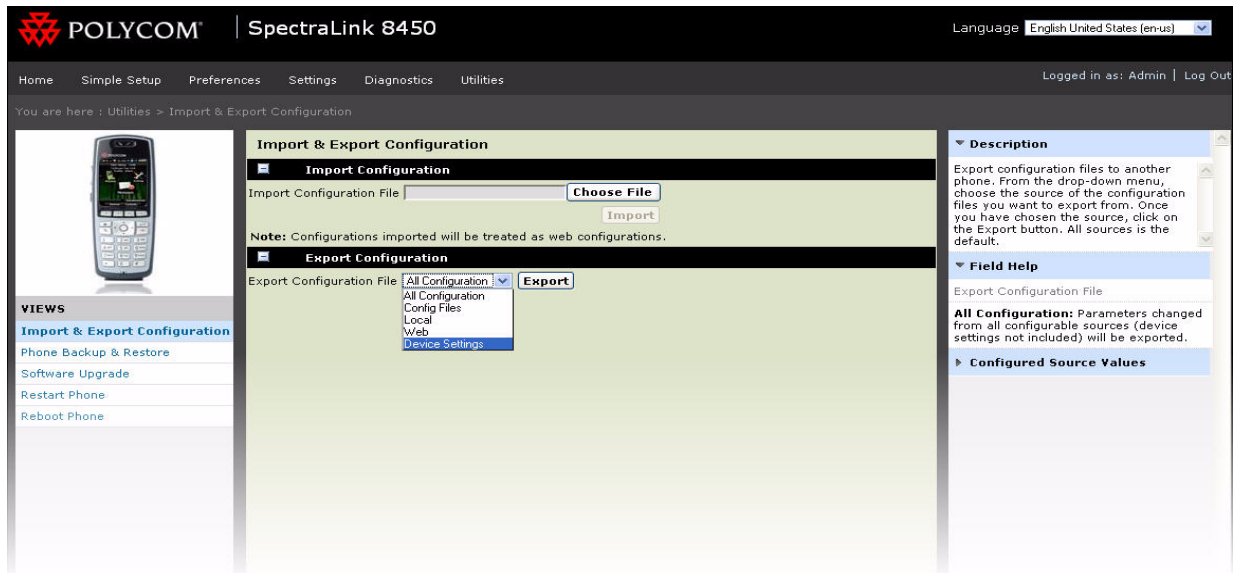 POLYCOM
SpectraLink 8450
Language English United States (en-us)
Home Simple Setup Preferences Settings Diagnostics Utilities
Logged in as: Admin | Log Out
You are here : Utilities > Import & Export Configuration
VIEWS
Import & Export Configuration
Phone Backup & Restore
Software Upgrade
Restart Phone
Reboot Phone
Import & Export Configuration
Import Configuration
Import Configuration File Choose File
Import
Note: Configurations imported will be treated as web configurations.
Export Configuration
Export Configuration File All Configuration Export
All Configuration
Config Files
Local
Web
Device Settings
Description
Export configuration files to another
phone. From the drop-down menu,
choose the source of the configuration
files you want to export from. Once
you have chosen the source, click on
the Export button. All sources is the
default.
Field Help
Export Configuration File
All Configuration: Parameters changed
from all configurable sources (device
settings not included) will be exported.
Configured Source Values